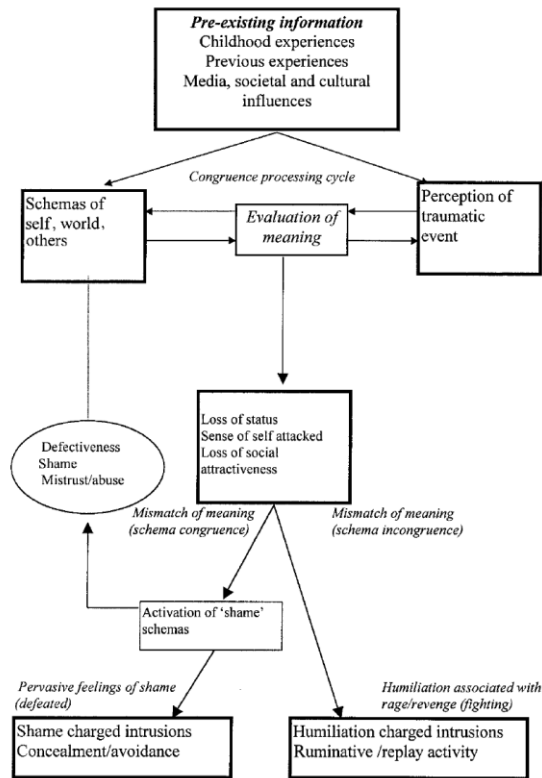 Pre-existing information
Childhood experiences
Previous experiences
Media, societal and cultural
influences
Congruence processing cycle
Schemas of
self, world,
others
Evaluation of
meaning
Perception of
traumatic
event
Loss of status
Sense of self attacked
Loss of social
attractiveness
Defectiveness
Shame
Mistrust/abuse
Mismatch of meaning
(schema congruence)
Mismatch of meaning
(schema incongruence)
Activation of ‘shame’
schemas
Pervasive feelings of shame
(defeated)
Humiliation associated with
rage/revenge (fighting)
Shame charged intrusions
Concealment/avoidance
Humiliation charged intrusions
Ruminative /replay activity